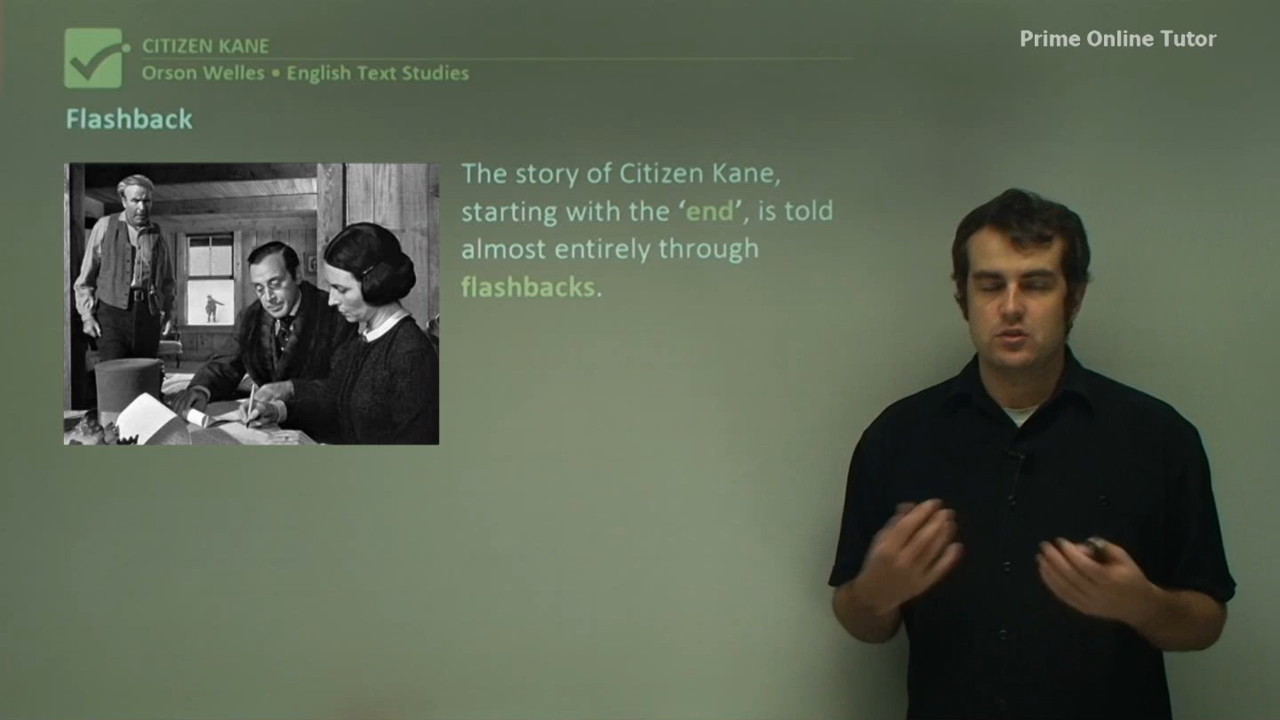 CITIZEN KANE
Orson Welles • English Text Studies
Prime Online Tutor
Flashback
The story of Citizen Kane,
starting with the ‘end’, is told
almost entirely through
flashbacks.